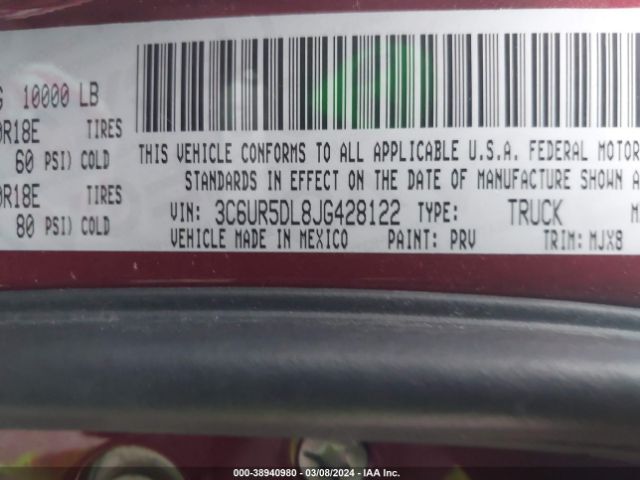 10000 LB
0R18E TIRES
60 PSI) COLD
0R18E TIRES
80 PSI) COLD
THIS VEHICLE CONFORMS TO ALL APPLICABLE U.S.A. FEDERAL MOTOR
STANDARDS IN EFFECT ON THE DATE OF MANUFACTURE SHOWN A
VIN: 3C6UR5DL8JG428122 TYPE: TRUCK
VEHICLE MADE IN MEXICO PAINT: PRV TRIM: MJX8
000-38940980 - 03/08/2024 - IAA Inc.